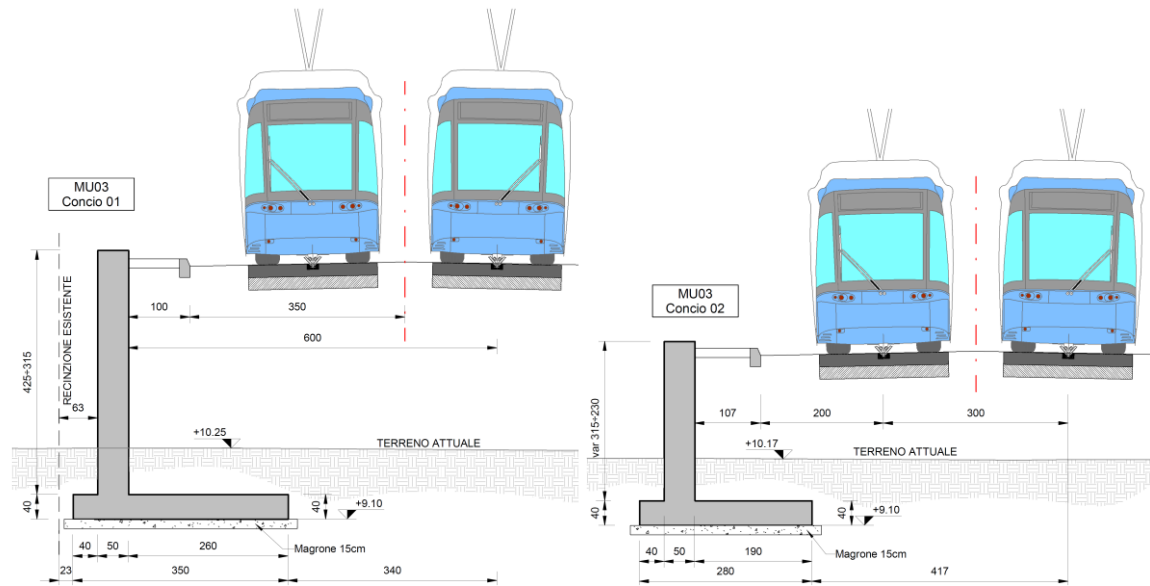 MU03
Concio 01
RECINZIONE ESISTENTE
425÷315
100
350
600
63
+10.25
TERRENO ATTUALE
40
40
+9.10
Magrone 15cm
40
50
260
23
350
340
MU03
Concio 02
var 315÷230
107
200
300
+10.17
TERRENO ATTUALE
40
40
+9.10
Magrone 15cm
40
50
190
280
417